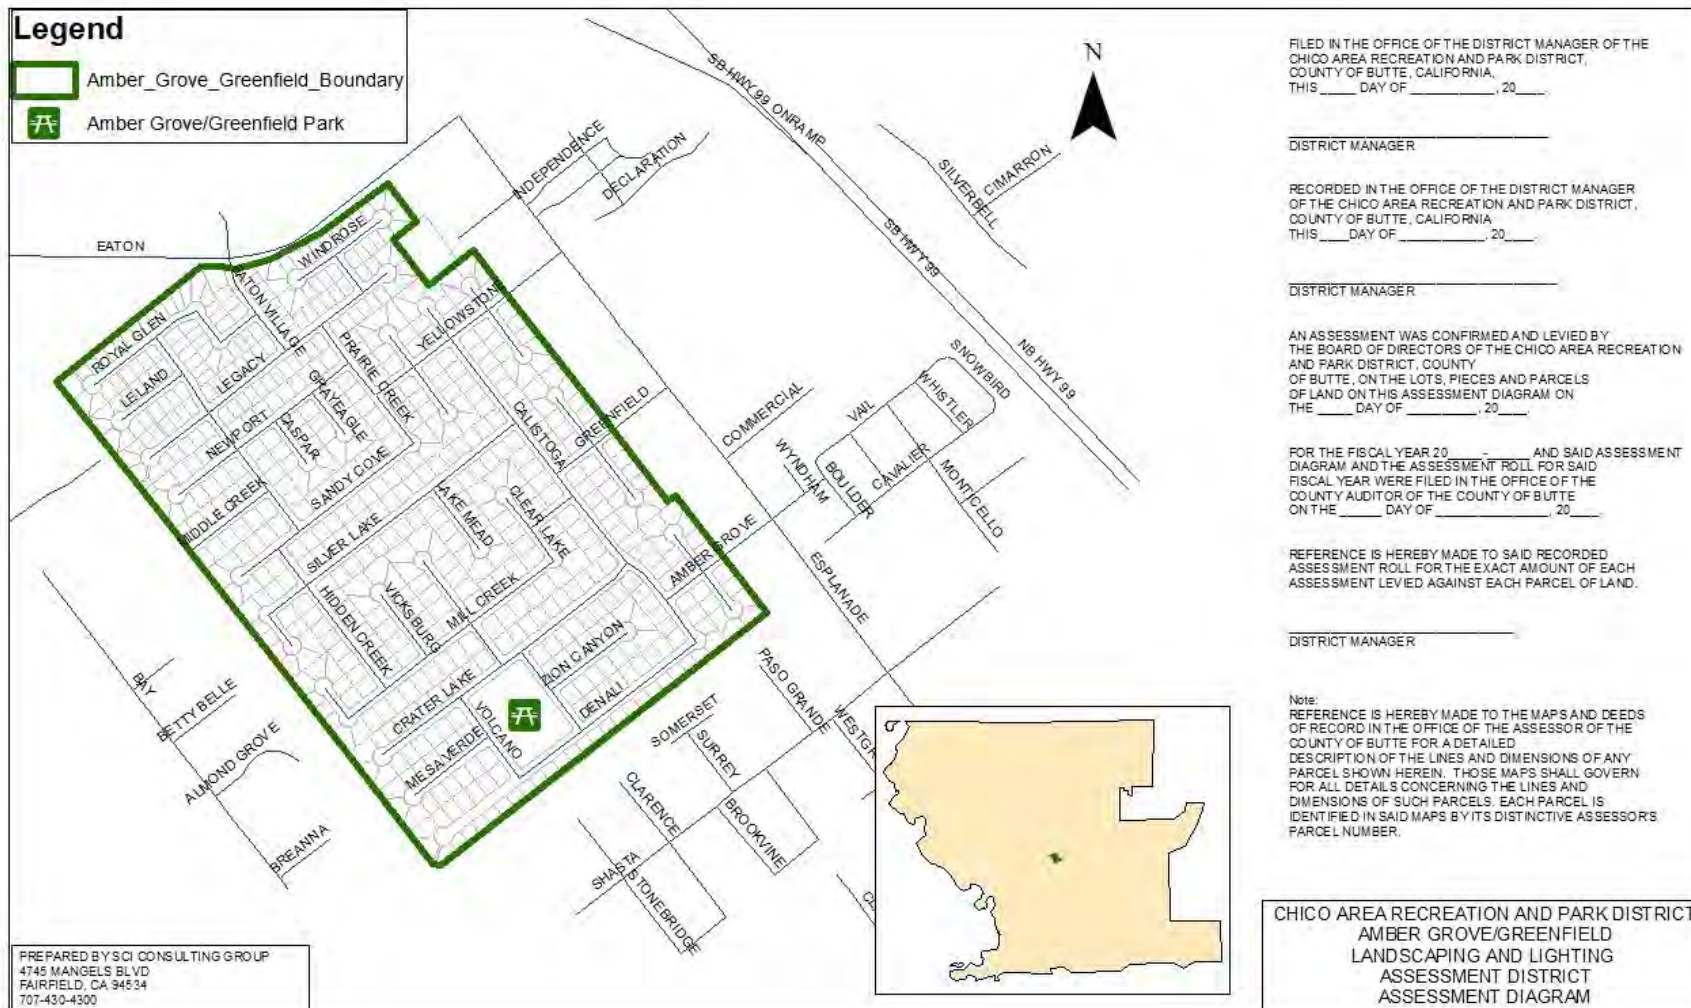 Legend
Amber_Grove_Greenfield_Boundary
Amber Grove/Greenfield Park
N
SB HWY 99 ONRAMP
SB HWY 99
NB HWY 99
SILVERBELL
CIMARRON
INDEPENDENCE
DECLARATION
EATON
WINDROSE
EATON VILLAGE
ROYAL GLEN
LELAND
LEGACY
PRAIRIE CREEK
YELLOWSTON
GRAYEAGLE
NEWPORT
CASPAR
SANDY COVE
MIDDLE CREEK
CALISTOGA
GREENFIELD
COMMERCIAL
VAIL
SNOWBIRD
WHISTLER
WYNDHAM
BOULDER
CAVALIER
MONTICELLO
SILVER LAKE
AKE MEAD
CLEAR LAKE
AMBER GROVE
ESPLANADE
HIDDEN CREEK
VICKSBURG
MILL CREEK
ZION CANYON
CRATER LAKE
VOLCANO
DENALI
MESA VERDE
BAY
BETTY BELLE
ALMOND GROVE
BREANNA
PASO GRANDE
WESTG
SOMERSET
SURREY
CLARENCE
BROOKVINE
SHASTA
STONEBRIDGE
FILED IN THE OFFICE OF THE DISTRICT MANAGER OF THE
CHICO AREA RECREATION AND PARK DISTRICT,
COUNTY OF BUTTE, CALIFORNIA,
THIS _____ DAY OF ____________, 20____.
DISTRICT MANAGER
RECORDED IN THE OFFICE OF THE DISTRICT MANAGER
OF THE CHICO AREA RECREATION AND PARK DISTRICT,
COUNTY OF BUTTE, CALIFORNIA
THIS ____DAY OF ____________, 20____.
DISTRICT MANAGER
AN ASSESSMENT WAS CONFIRMED AND LEVIED BY
THE BOARD OF DIRECTORS OF THE CHICO AREA RECREATION
AND PARK DISTRICT, COUNTY
OF BUTTE, ON THE LOTS, PIECES AND PARCELS
OF LAND ON THIS ASSESSMENT DIAGRAM ON
THE _____ DAY OF __________, 20____.
FOR THE FISCAL YEAR 20_____-______ AND SAID ASSESSMENT
DIAGRAM AND THE ASSESSMENT ROLL FOR SAID
FISCAL YEAR WERE FILED IN THE OFFICE OF THE
COUNTY AUDITOR OF THE COUNTY OF BUTTE
ON THE ______ DAY OF ________________, 20____.
REFERENCE IS HEREBY MADE TO SAID RECORDED
ASSESSMENT ROLL FOR THE EXACT AMOUNT OF EACH
ASSESSMENT LEVIED AGAINST EACH PARCEL OF LAND.
DISTRICT MANAGER
Note:
REFERENCE IS HEREBY MADE TO THE MAPS AND DEEDS
OF RECORD IN THE OFFICE OF THE ASSESSOR OF THE
COUNTY OF BUTTE FOR A DETAILED
DESCRIPTION OF THE LINES AND DIMENSIONS OF ANY
PARCEL SHOWN HEREIN. THOSE MAPS SHALL GOVERN
FOR ALL DETAILS CONCERNING THE LINES AND
DIMENSIONS OF SUCH PARCELS. EACH PARCEL IS
IDENTIFIED IN SAID MAPS BY ITS DISTINCTIVE ASSESSOR'S
PARCEL NUMBER.
CHICO AREA RECREATION AND PARK DISTRICT
AMBER GROVE/GREENFIELD
LANDSCAPING AND LIGHTING
ASSESSMENT DISTRICT
ASSESSMENT DIAGRAM
PREPARED BY SCI CONSULTING GROUP
4745 MANGELS BLVD
FAIRFIELD, CA 94534
707-430-4300